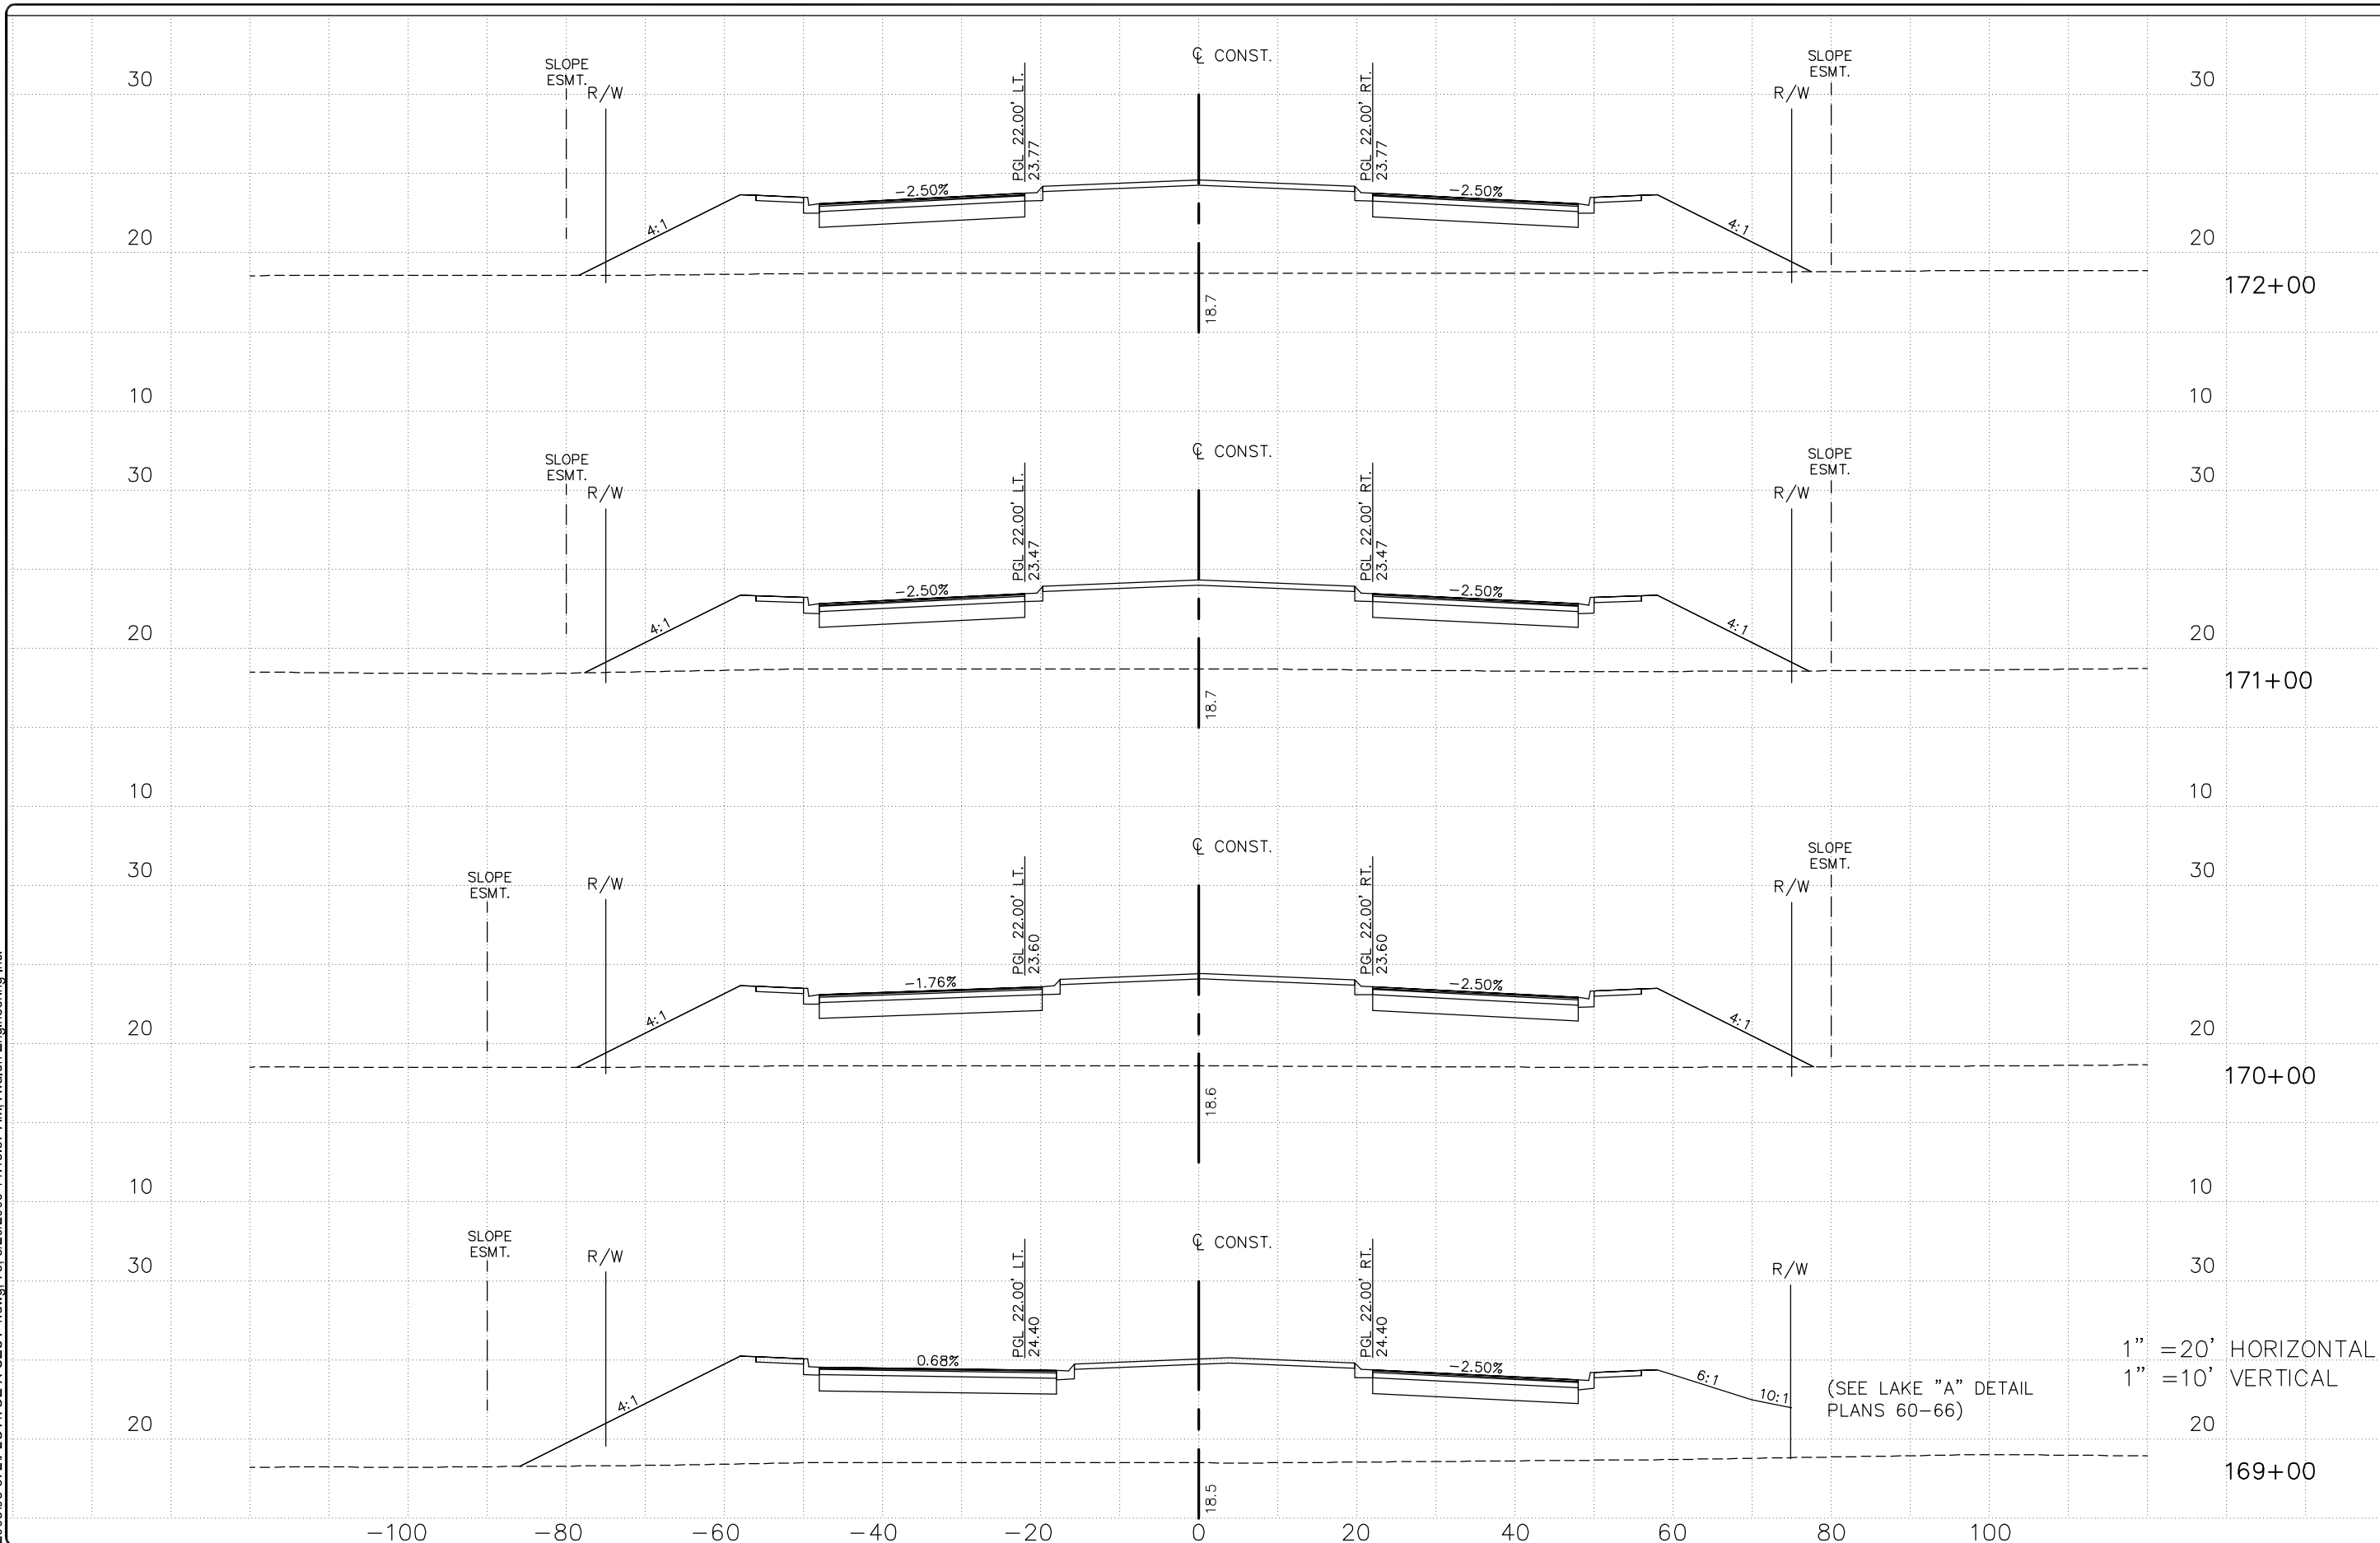 ℄ CONST.
SLOPE
ESMT.
SLOPE
ESMT.
R/W
R/W
30
30
PGL 22.00' LT.
23.77
PGL 22.00' RT.
23.77
-2.50%
-2.50%
4:1
4:1
20
20
172+00
18.7
10
10
℄ CONST.
SLOPE
ESMT.
SLOPE
ESMT.
R/W
R/W
30
30
PGL 22.00' LT.
23.47
PGL 22.00' RT.
23.47
-2.50%
-2.50%
4:1
4:1
20
20
171+00
18.7
10
10
℄ CONST.
SLOPE
ESMT.
SLOPE
ESMT.
R/W
R/W
30
30
PGL 22.00' LT.
23.60
PGL 22.00' RT.
23.60
-1.76%
-2.50%
4:1
4:1
20
20
170+00
18.6
10
10
℄ CONST.
SLOPE
ESMT.
R/W
R/W
30
30
PGL 22.00' LT.
24.40
PGL 22.00' RT.
24.40
0.68%
-2.50%
4:1
6:1
10:1
(SEE LAKE "A" DETAIL
PLANS 60-66)
1" =20' HORIZONTAL
1" =10' VERTICAL
20
20
169+00
18.5
-100 -80 -60 -40 -20 0 20 40 60 80 100